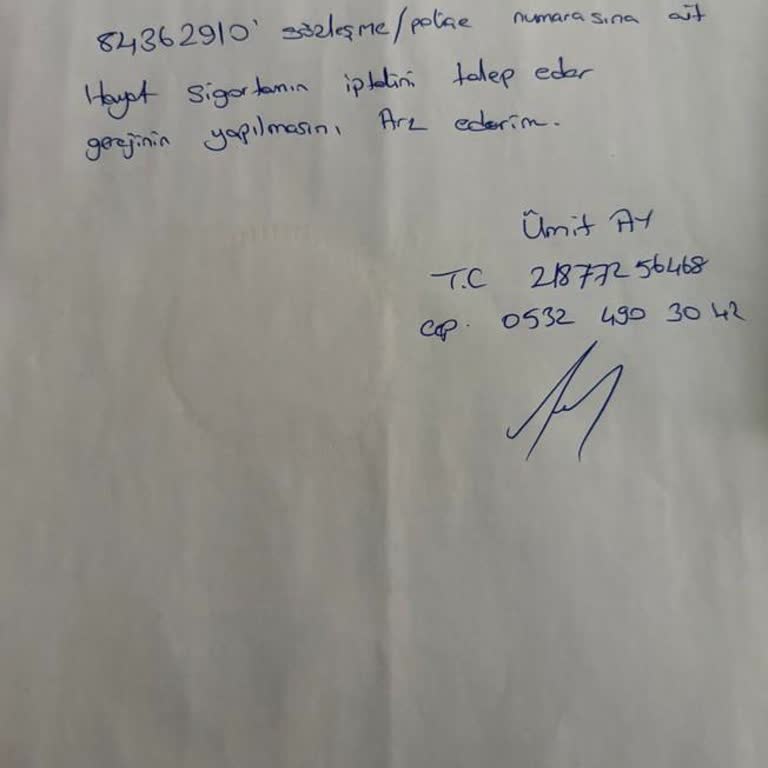 84362910' sözleşme/poliçe numarasına ait
Hayat Sigortamın iptalini talep eder
gereğinin yapılmasını Arz ederim.
Ümit AY
T.C 21877256468
Cep. 0532 490 30 42